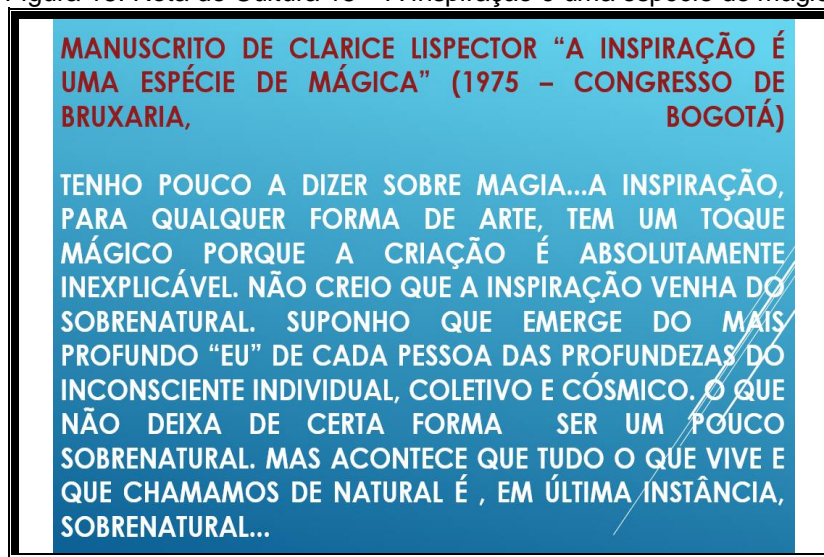 MANUSCRITO DE CLARICE LISPECTOR “A INSPIRAÇÃO É
UMA ESPÉCIE DE MÁGICA” (1975 – CONGRESSO DE
BRUXARIA, BOGOTÁ)
TENHO POUCO A DIZER SOBRE MAGIA...A INSPIRAÇÃO,
PARA QUALQUER FORMA DE ARTE, TEM UM TOQUE
MÁGICO PORQUE A CRIAÇÃO É ABSOLUTAMENTE
INEXPLICÁVEL. NÃO CREIO QUE A INSPIRAÇÃO VENHA DO
SOBRENATURAL. SUPONHO QUE EMERGE DO MAIS
PROFUNDO “EU” DE CADA PESSOA DAS PROFUNDEZAS DO
INCONSCIENTE INDIVIDUAL, COLETIVO E CÓSMICO. O QUE
NÃO DEIXA DE CERTA FORMA SER UM POUCO
SOBRENATURAL. MAS ACONTECE QUE TUDO O QUE VIVE E
QUE CHAMAMOS DE NATURAL É , EM ÚLTIMA INSTÂNCIA,
SOBRENATURAL...